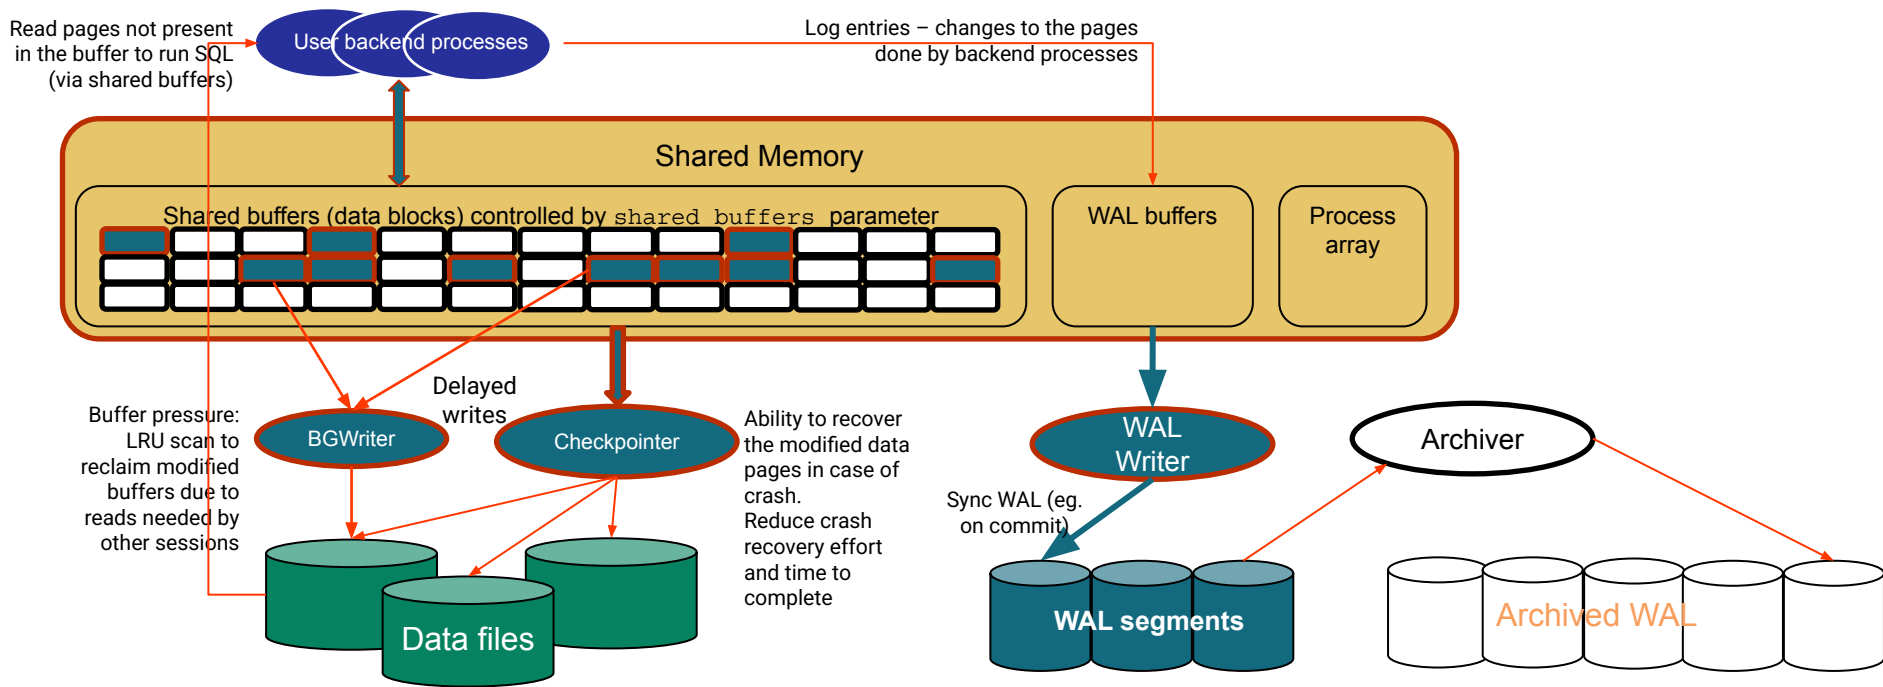 Read pages not present
in the buffer to run SQL
(via shared buffers)
User backend processes
Log entries – changes to the pages
done by backend processes
Shared Memory
Shared buffers (data blocks) controlled by shared buffers parameter
WAL buffers
Process
array
Delayed
writes
Buffer pressure:
LRU scan to
reclaim modified
buffers due to
reads needed by
other sessions
BGWriter
Checkpointer
Ability to recover
the modified data
pages in case of
crash.
Reduce crash
recovery effort
and time to
complete
WAL
Writer
Archiver
Sync WAL (eg.
on commit)
Data files
WAL segments
Archived WAL